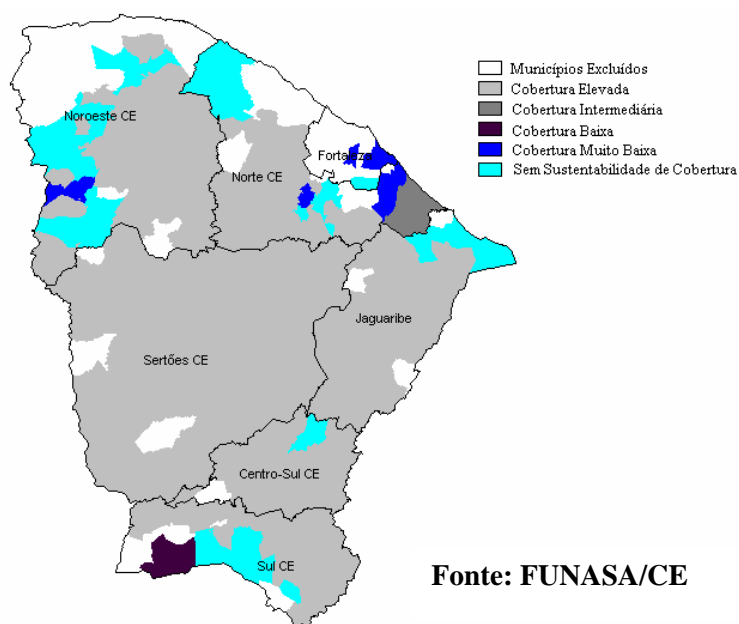 Municípios Excluídos
Cobertura Elevada
Cobertura Intermediária
Cobertura Baixa
Cobertura Muito Baixa
Sem Sustentabilidade de Cobertura
Noroeste CE
Fortaleza
Norte CE
Jaguaribe
Sertões CE
Centro-Sul CE
Sul CE
Fonte: FUNASA/CE